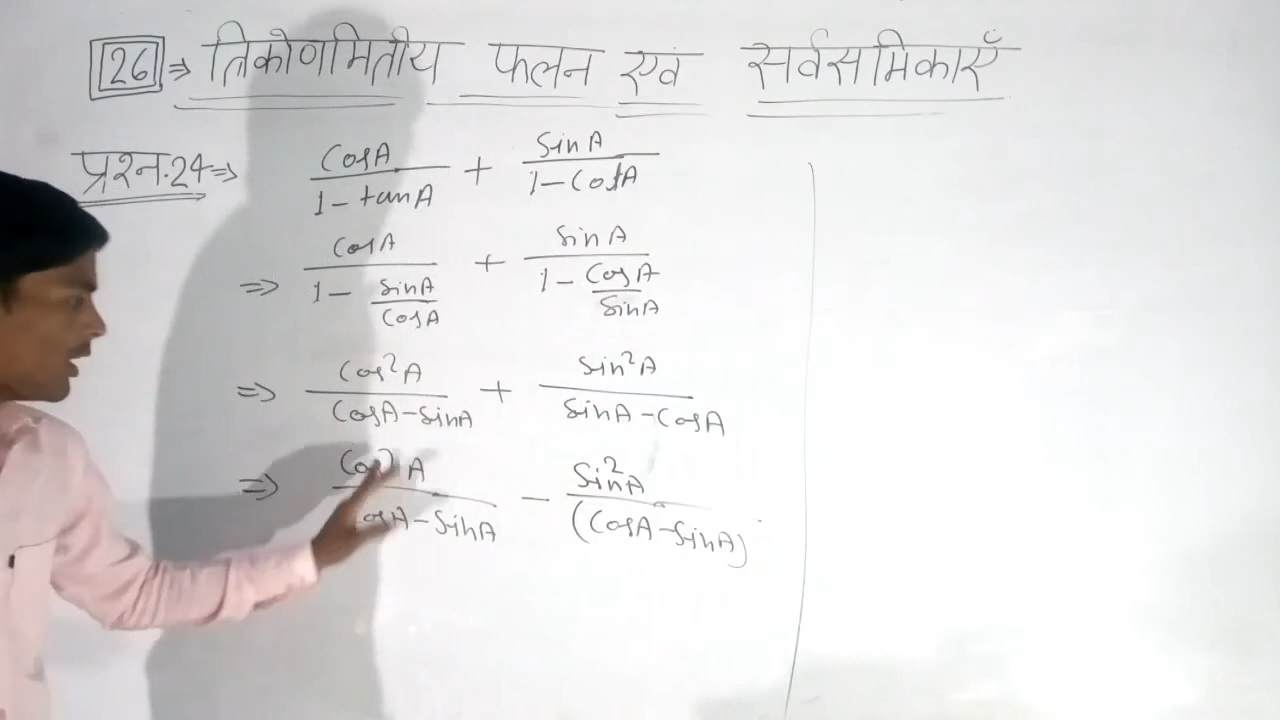 26 ⇒ त्रिकोणमितीय फलन एवं सर्वसमिकाएँ
प्रश्न.24 ⇒ CosA / (1 - tanA) + SinA / (1 - CotA)
⇒ CosA / (1 - SinA/CosA) + SinA / (1 - CosA/SinA)
⇒ Cos²A / (CosA - SinA) + Sin²A / (SinA - CosA)
⇒ Cos²A / (CosA - SinA) - Sin²A / (CosA - SinA)